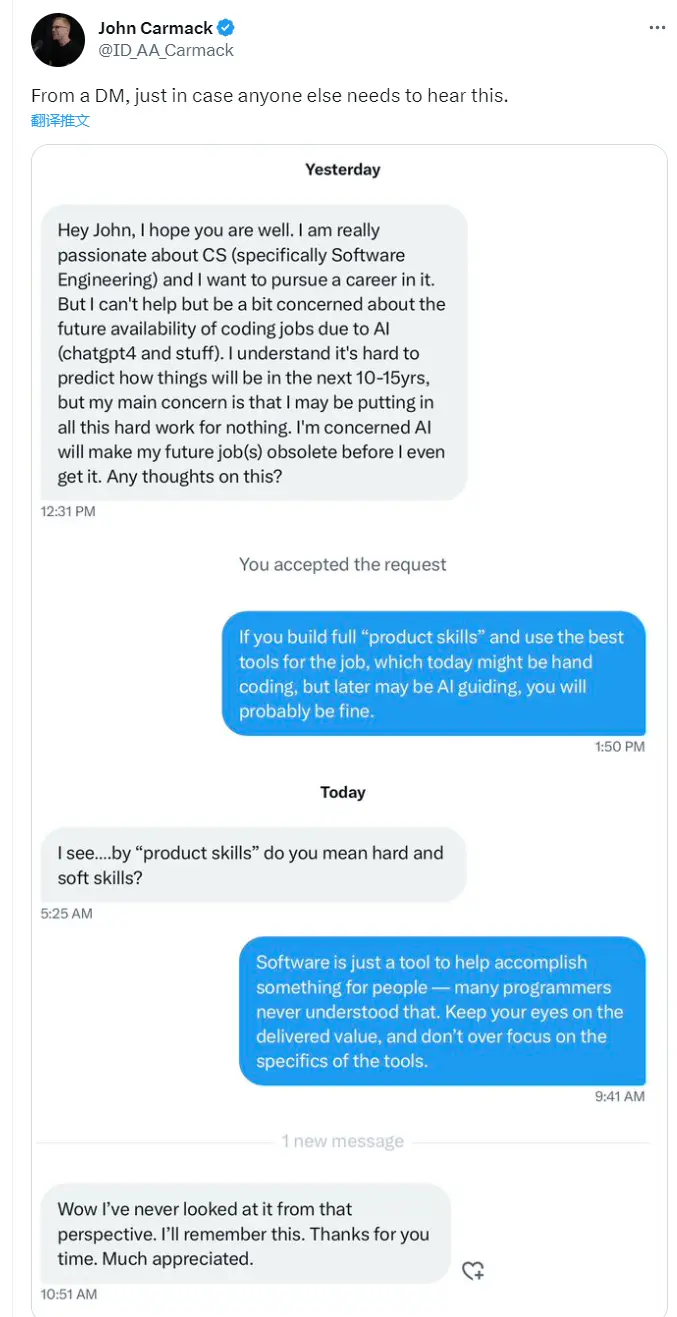 John Carmack
@ID_AA_Carmack
From a DM, just in case anyone else needs to hear this.
翻译推文
Yesterday
Hey John, I hope you are well. I am really
passionate about CS (specifically Software
Engineering) and I want to pursue a career in it.
But I can't help but be a bit concerned about the
future availability of coding jobs due to AI
(chatgpt4 and stuff). I understand it's hard to
predict how things will be in the next 10-15yrs,
but my main concern is that I may be putting in
all this hard work for nothing. I'm concerned AI
will make my future job(s) obsolete before I even
get it. Any thoughts on this?
12:31 PM
You accepted the request
If you build full “product skills” and use the best
tools for the job, which today might be hand
coding, but later may be AI guiding, you will
probably be fine.
1:50 PM
Today
I see....by “product skills” do you mean hard and
soft skills?
5:25 AM
Software is just a tool to help accomplish
something for people — many programmers
never understood that. Keep your eyes on the
delivered value, and don’t over focus on the
specifics of the tools.
9:41 AM
1 new message
Wow I’ve never looked at it from that
perspective. I’ll remember this. Thanks for you
time. Much appreciated.
10:51 AM